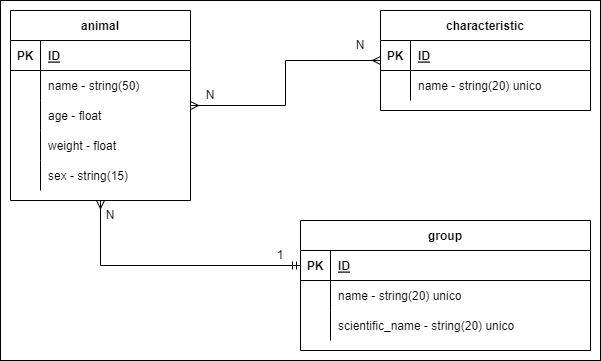 animal
PK ID
name - string(50)
age - float
weight - float
sex - string(15)
N
N
characteristic
PK ID
name - string(20) unico
N
1
group
PK ID
name - string(20) unico
scientific_name - string(20) unico